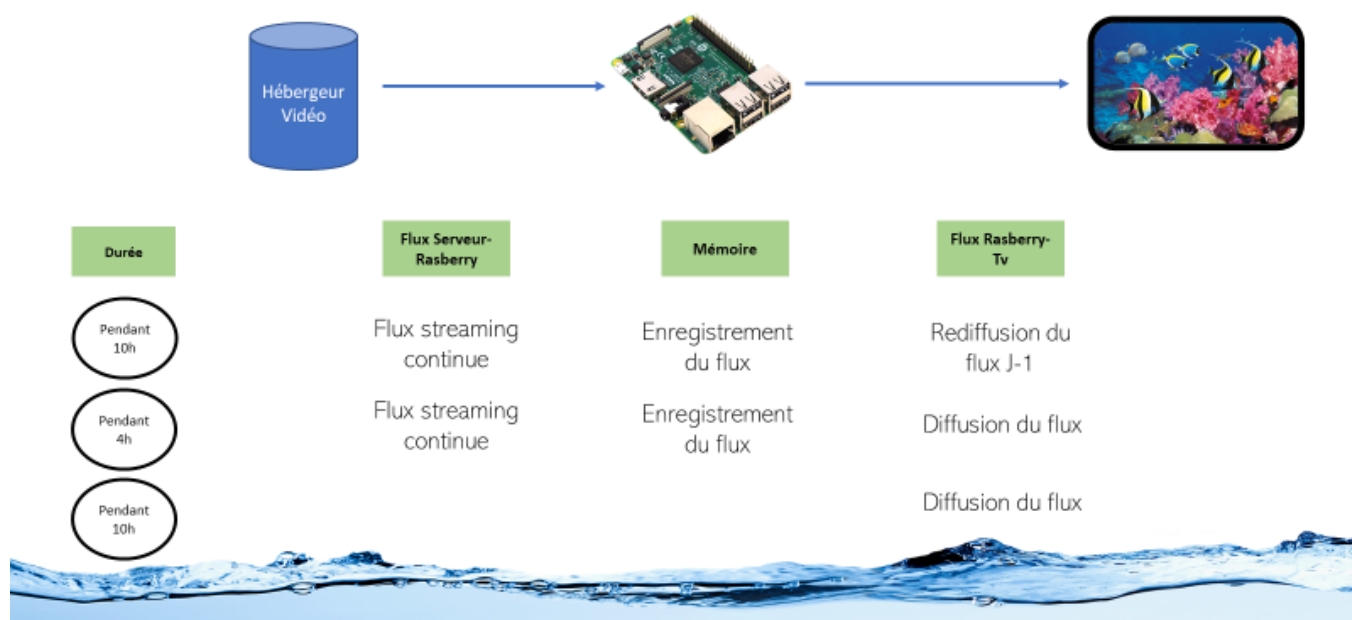 Hébergeur
Vidéo
Durée
Flux Serveur-
Rasberry
Mémoire
Flux Rasberry-
Tv
Pendant
10h
Flux streaming
continue
Enregistrement
du flux
Rediffusion du
flux J-1
Pendant
4h
Flux streaming
continue
Enregistrement
du flux
Diffusion du flux
Pendant
10h
Diffusion du flux